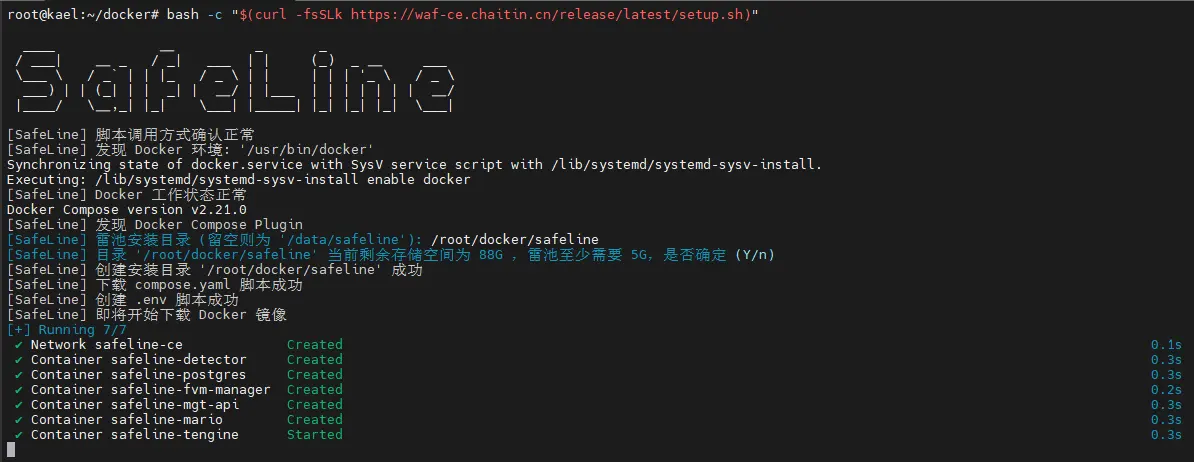 root@kael:~/docker# bash -c "$(curl -fsSLk https://waf-ce.chaitin.cn/release/latest/setup.sh)"
SafeLine
[SafeLine] 脚本调用方式确认正常
[SafeLine] 发现 Docker 环境: '/usr/bin/docker'
Synchronizing state of docker.service with SysV service script with /lib/systemd/systemd-sysv-install.
Executing: /lib/systemd/systemd-sysv-install enable docker
[SafeLine] Docker 工作状态正常
Docker Compose version v2.21.0
[SafeLine] 发现 Docker Compose Plugin
[SafeLine] 雷池安装目录 (留空则为 '/data/safeline'): /root/docker/safeline
[SafeLine] 目录 '/root/docker/safeline' 当前剩余存储空间为 88G ，雷池至少需要 5G，是否确定 (Y/n)
[SafeLine] 创建安装目录 '/root/docker/safeline' 成功
[SafeLine] 下载 compose.yaml 脚本成功
[SafeLine] 创建 .env 脚本成功
[SafeLine] 即将开始下载 Docker 镜像
[+] Running 7/7
✔ Network safeline-ce Created 0.1s
✔ Container safeline-detector Created 0.3s
✔ Container safeline-postgres Created 0.3s
✔ Container safeline-fvm-manager Created 0.2s
✔ Container safeline-mgt-api Created 0.3s
✔ Container safeline-mario Created 0.3s
✔ Container safeline-tengine Started 0.3s